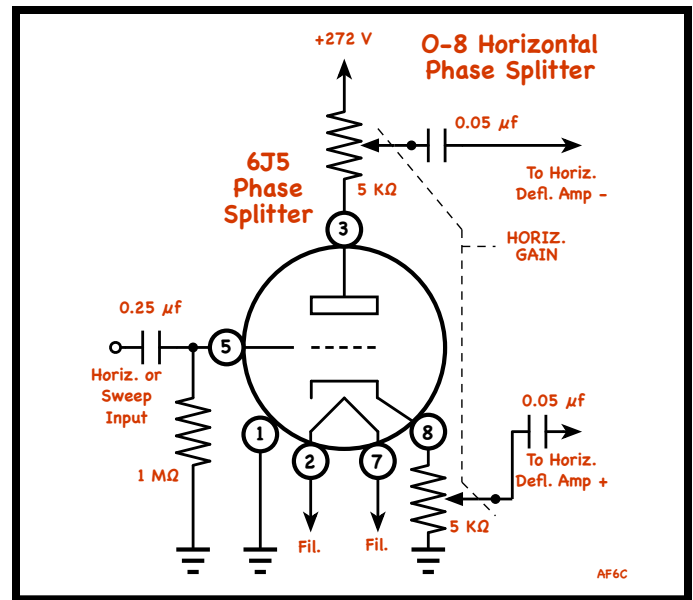 +272 V
O-8 Horizontal
Phase Splitter
0.05 µf
6J5
Phase
Splitter
5 KΩ
To Horiz.
Defl. Amp -
3
HORIZ.
GAIN
0.25 µf
5
Horiz. or
Sweep
Input
0.05 µf
1
2
7
8
1 MΩ
To Horiz.
Defl. Amp +
5 KΩ
Fil.
Fil.
AF6C